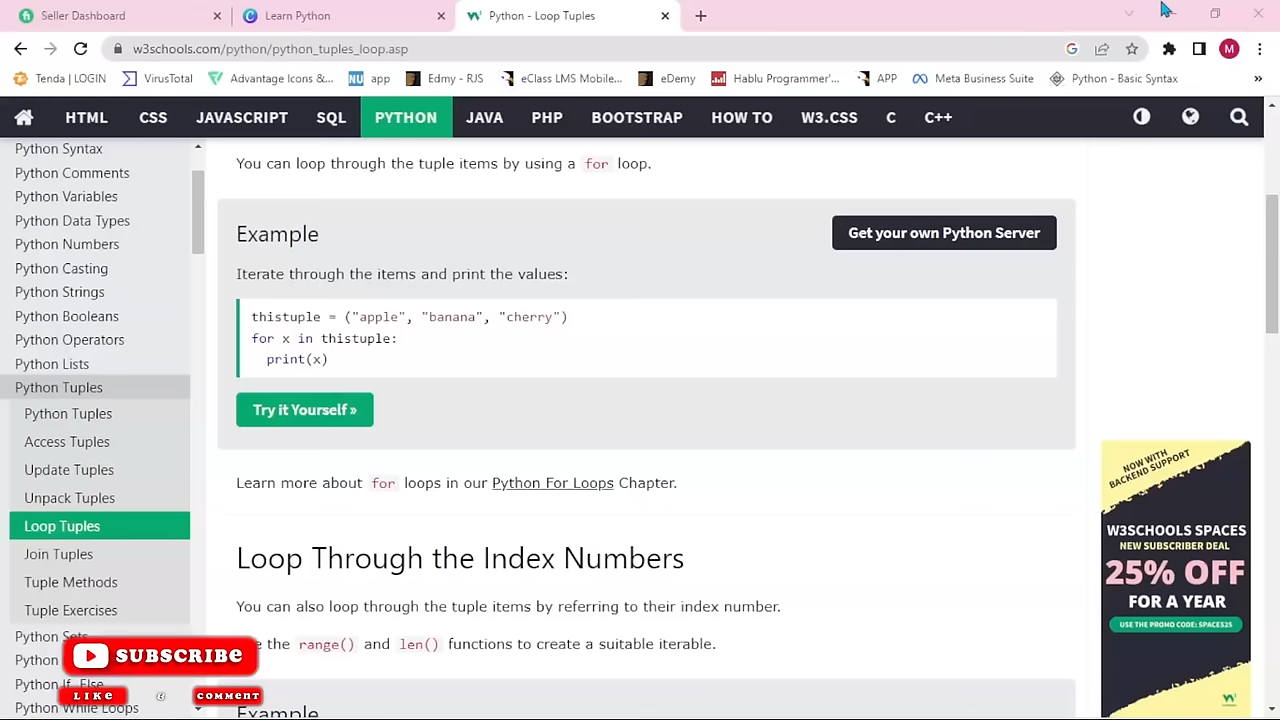 Seller Dashboard
Learn Python
Python - Loop Tuples
w3schools.com/python/python_tuples_loop.asp
M
Tenda | LOGIN
VirusTotal
Advantage Icons &...
NU app
Edmy - RJS
eClass LMS Mobile...
eDemy
Hablu Programmer'...
APP
Meta Business Suite
Python - Basic Syntax
»
HTML
CSS
JAVASCRIPT
SQL
PYTHON
JAVA
PHP
BOOTSTRAP
HOW TO
W3.CSS
C
C++
Python Syntax
Python Comments
Python Variables
Python Data Types
Python Numbers
Python Casting
Python Strings
Python Booleans
Python Operators
Python Lists
Python Tuples
Python Tuples
Access Tuples
Update Tuples
Unpack Tuples
Loop Tuples
Join Tuples
Tuple Methods
Tuple Exercises
Python Sets
Python
Python If...Else
Python While Loops
SUBSCRIBE
LIKE
&
COMMENT
You can loop through the tuple items by using a for loop.
Example
Get your own Python Server
Iterate through the items and print the values:
thistuple = ("apple", "banana", "cherry")
for x in thistuple:
print(x)
Try it Yourself »
Learn more about for loops in our Python For Loops Chapter.
Loop Through the Index Numbers
You can also loop through the tuple items by referring to their index number.
the range() and len() functions to create a suitable iterable.
Example
NOW WITH
BACKEND SUPPORT
W3SCHOOLS SPACES
NEW SUBSCRIBER DEAL
25% OFF
FOR A YEAR
USE THE PROMO CODE: SPACES25